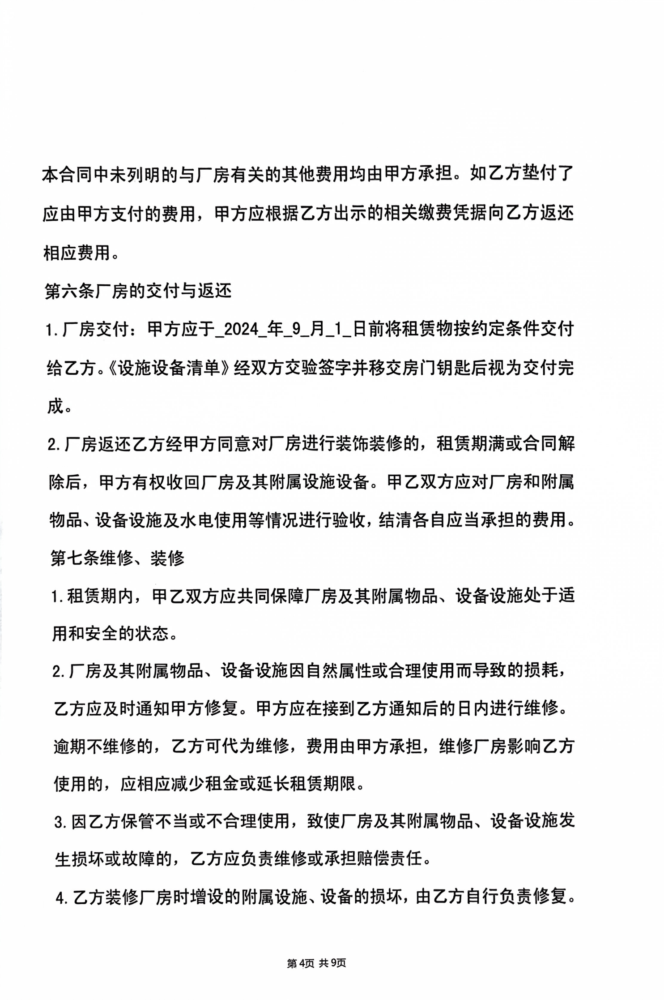 本合同中未列明的与厂房有关的其他费用均由甲方承担。如乙方垫付了
应由甲方支付的费用，甲方应根据乙方出示的相关缴费凭据向乙方返还
相应费用。
第六条厂房的交付与返还
1.厂房交付：甲方应于_2024_年_9_月_1_日前将租赁物按约定条件交付
给乙方。《设施设备清单》经双方交验签字并移交房门钥匙后视为交付完
成。
2.厂房返还乙方经甲方同意对厂房进行装饰装修的，租赁期满或合同解
除后，甲方有权收回厂房及其附属设施设备。甲乙双方应对厂房和附属
物品、设备设施及水电使用等情况进行验收，结清各自应当承担的费用。
第七条维修、装修
1.租赁期内，甲乙双方应共同保障厂房及其附属物品、设备设施处于适
用和安全的状态。
2.厂房及其附属物品、设备设施因自然属性或合理使用而导致的损耗，
乙方应及时通知甲方修复。甲方应在接到乙方通知后的日内进行维修。
逾期不维修的，乙方可代为维修，费用由甲方承担，维修厂房影响乙方
使用的，应相应减少租金或延长租赁期限。
3.因乙方保管不当或不合理使用，致使厂房及其附属物品、设备设施发
生损坏或故障的，乙方应负责维修或承担赔偿责任。
4.乙方装修厂房时增设的附属设施、设备的损坏，由乙方自行负责修复。
第4页 共9页